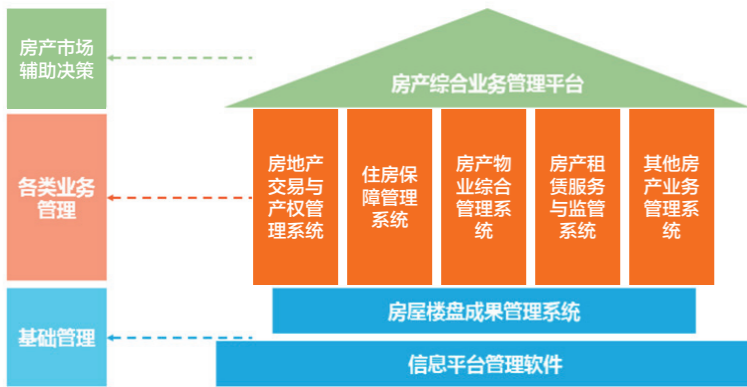 房产市场
辅助决策
房产综合业务管理平台
各类业务
管理
房地产
交易与
产权管
理系统
住房保
障管理
系统
房产物
业综合
管理系
统
房产租
赁服务
与监管
系统
其他房
产业务
管理系
统
基础管理
房屋楼盘成果管理系统
信息平台管理软件